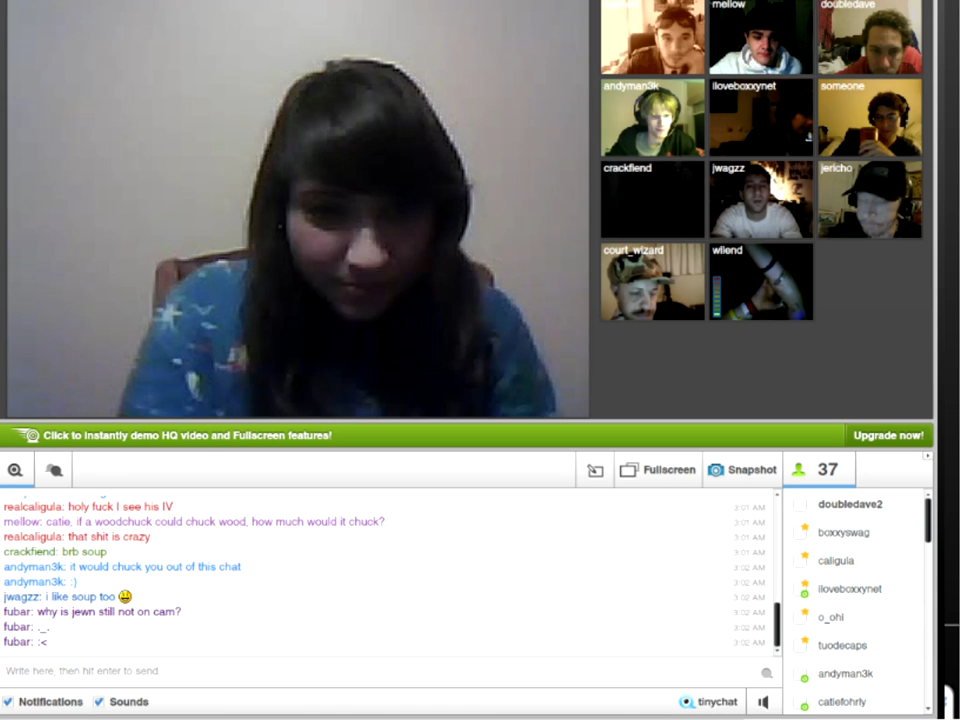 mellow
doubledave
andyman3k
iloveboxxynet
someone
crackfiend
jwagzz
jericho
court_wizard
wilend
Click to instantly demo HQ video and Fullscreen features!
Upgrade now!
Fullscreen
Snapshot
37
realcaligula: holy fuck I see his IV
3:01 AM
mellow: catie, if a woodchuck could chuck wood, how much would it chuck?
3:01 AM
realcaligula: that shit is crazy
3:01 AM
crackfiend: brb soup
3:01 AM
andyman3k: it would chuck you out of this chat
3:02 AM
andyman3k: :)
3:02 AM
jwagzz: i like soup too
3:02 AM
fubar: why is jewn still not on cam?
3:02 AM
fubar: ._.
3:02 AM
fubar: :<
3:02 AM
doubledave2
boxxyswag
caligula
iloveboxxynet
o_ohi
tuodecaps
andyman3k
catiefohrly
Write here, then hit enter to send
Notifications
Sounds
tinychat